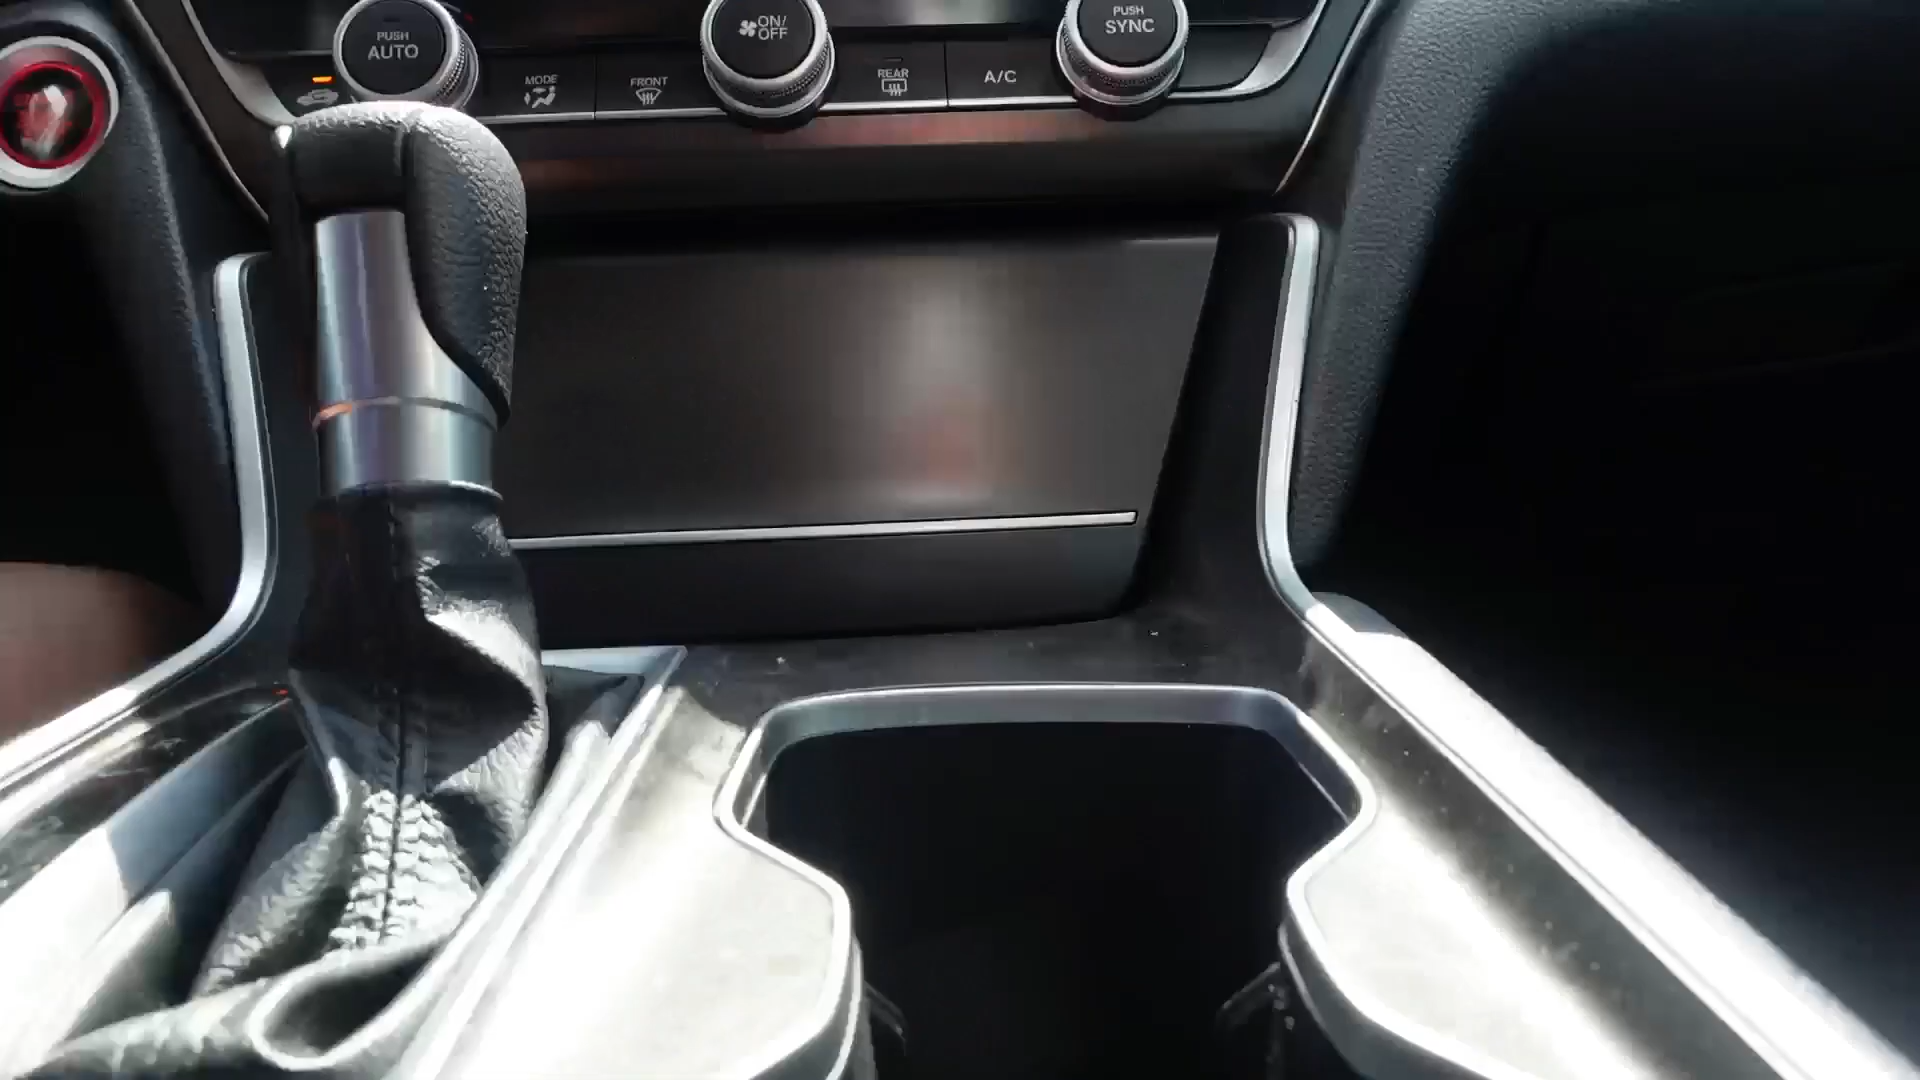 PUSH
AUTO
ON/
OFF
PUSH
SYNC
MODE
FRONT
REAR
A/C